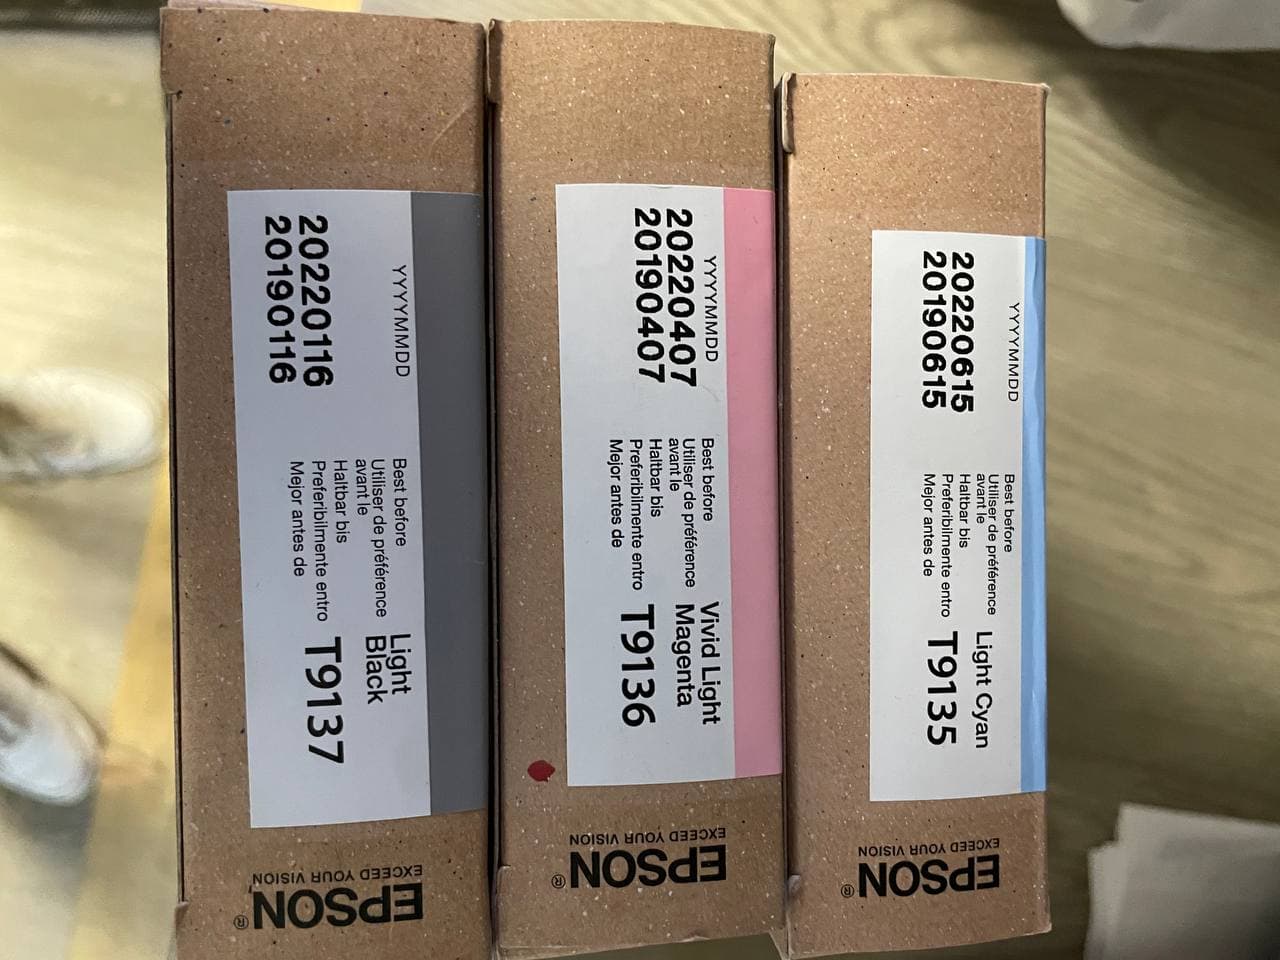 YYYYMMDD
20220116
20190116
Best before
Utiliser de préférence
avant le
Haltbar bis
Preferibilmente entro
Mejor antes de
Light
Black
T9137
EPSON®
EXCEED YOUR VISION
YYYYMMDD
20220407
20190407
Best before
Utiliser de préférence
avant le
Haltbar bis
Preferibilmente entro
Mejor antes de
Vivid Light
Magenta
T9136
EPSON®
EXCEED YOUR VISION
YYYYMMDD
20220615
20190615
Best before
Utiliser de préférence
avant le
Haltbar bis
Preferibilmente entro
Mejor antes de
Light Cyan
T9135
EPSON®
EXCEED YOUR VISION